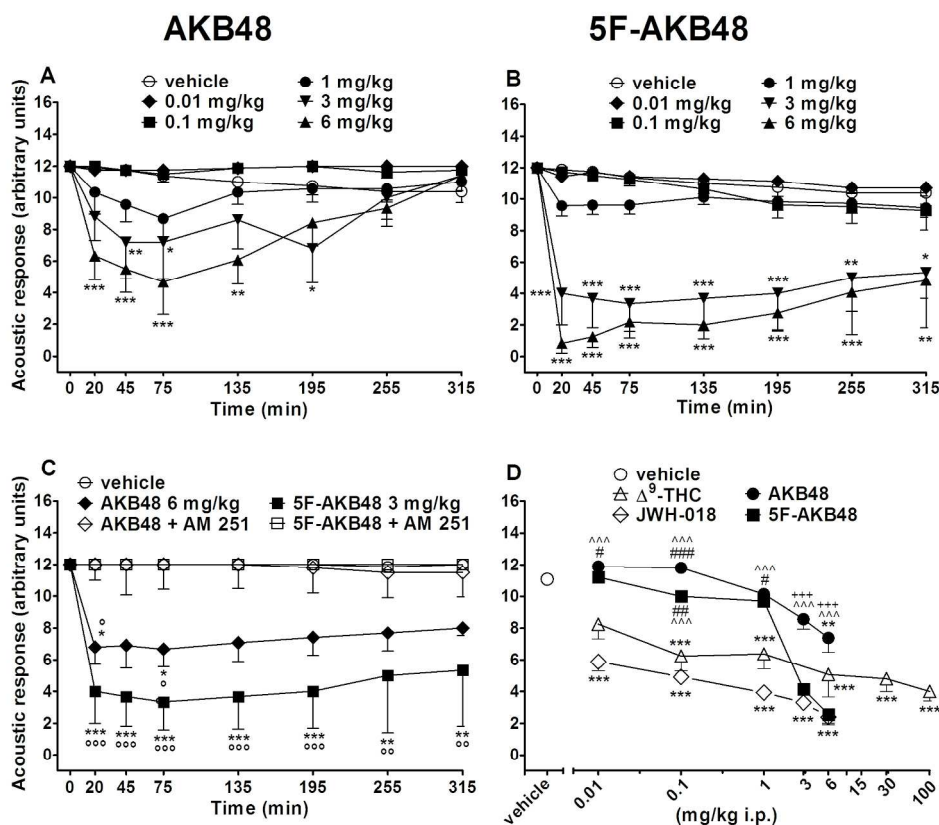 AKB48 5F-AKB48
A
vehicle 1 mg/kg
0.01 mg/kg 3 mg/kg
0.1 mg/kg 6 mg/kg
Acoustic response (arbitrary units)
16
14
12
10
8
6
4
2
0
** *
*** *** *** ** *
0 20 45 75 135 195 255 315
Time (min)
B
vehicle 1 mg/kg
0.01 mg/kg 3 mg/kg
0.1 mg/kg 6 mg/kg
16
14
12
10
8
6
4
2
0
*** *** *** *** *** ** *
*** *** *** *** *** *** **
0 20 45 75 135 195 255 315
Time (min)
C
vehicle
AKB48 6 mg/kg 5F-AKB48 3 mg/kg
AKB48 + AM 251 5F-AKB48 + AM 251
Acoustic response (arbitrary units)
16
14
12
10
8
6
4
2
0
° *
* °
*** *** *** *** *** ** **
°°° °°° °°° °°° °°° °° °°
0 20 45 75 135 195 255 315
Time (min)
D
vehicle
Δ⁹-THC AKB48
JWH-018 5F-AKB48
16
14
12
10
8
6
4
2
0
^^^ ^^^ ^^^
# ### #
+++ +++
^^^ ^^^
**
##
^^^
*** ***
*** *** ***
*** *** *** *** ***
vehicle 0.01 0.1 1 3 6 15 30 100
(mg/kg i.p.)